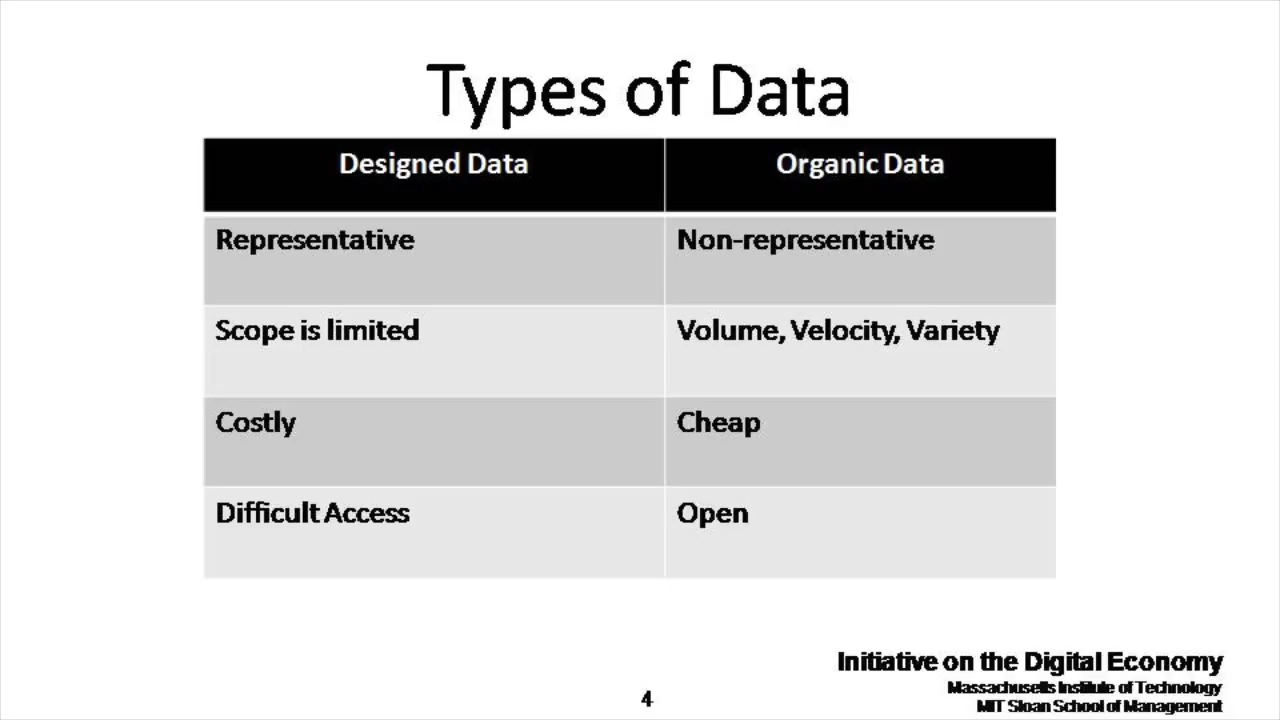 Types of Data
Designed Data
Organic Data
Representative
Non-representative
Scope is limited
Volume, Velocity, Variety
Costly
Cheap
Difficult Access
Open
Initiative on the Digital Economy
Massachusetts Institute of Technology
MIT Sloan School of Management
4